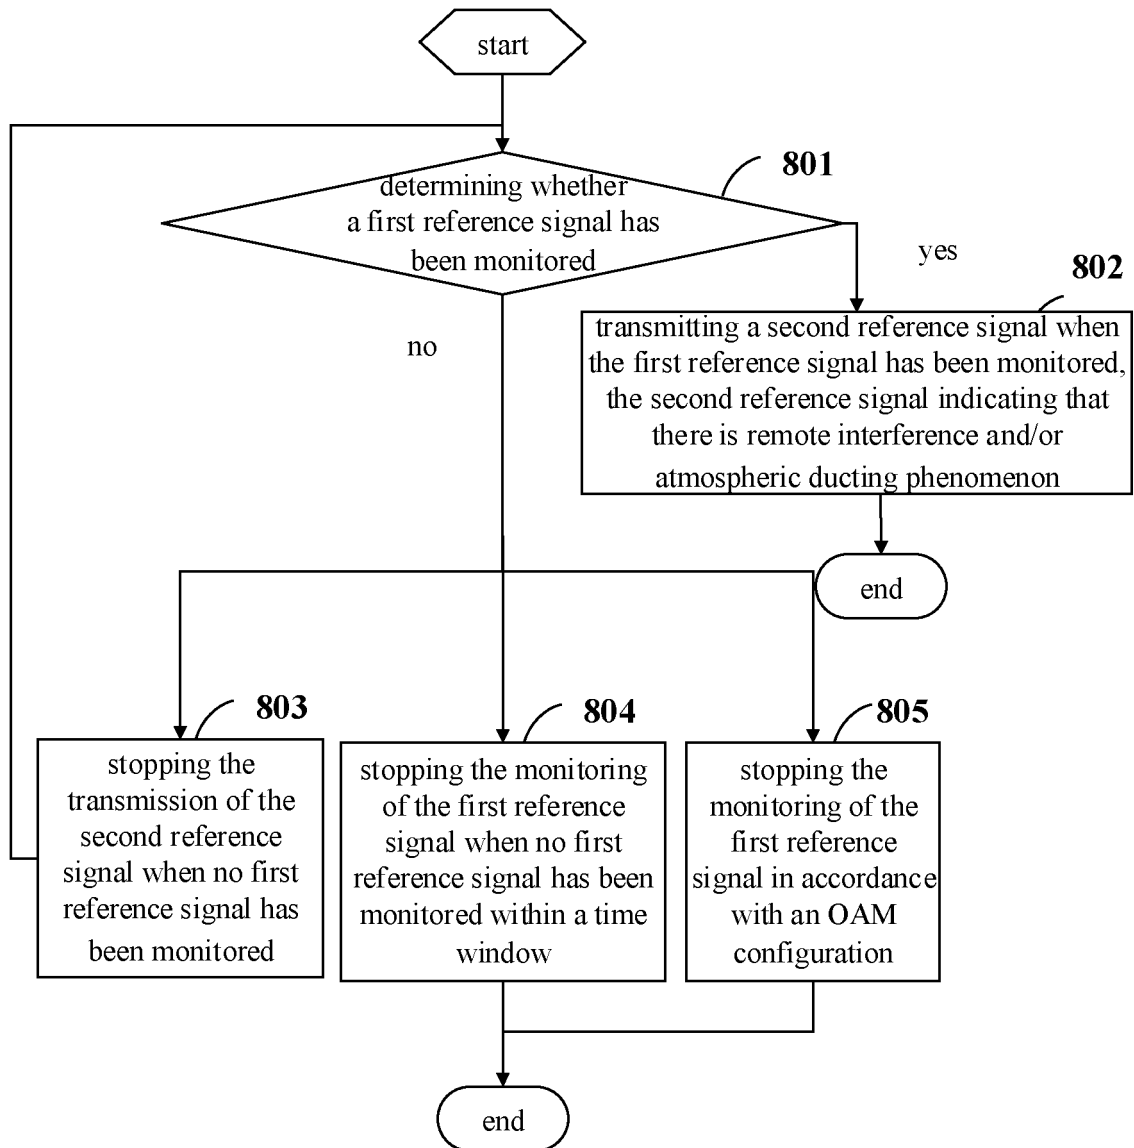 start
801
determining whether
a first reference signal has
been monitored
yes
802
transmitting a second reference signal when
the first reference signal has been monitored,
the second reference signal indicating that
there is remote interference and/or
atmospheric ducting phenomenon
no
end
803
804
805
stopping the
transmission of the
second reference
signal when no first
reference signal has
been monitored
stopping the monitoring
of the first reference
signal when no first
reference signal has been
monitored within a time
window
stopping the
monitoring of the
first reference
signal in accordance
with an OAM
configuration
end